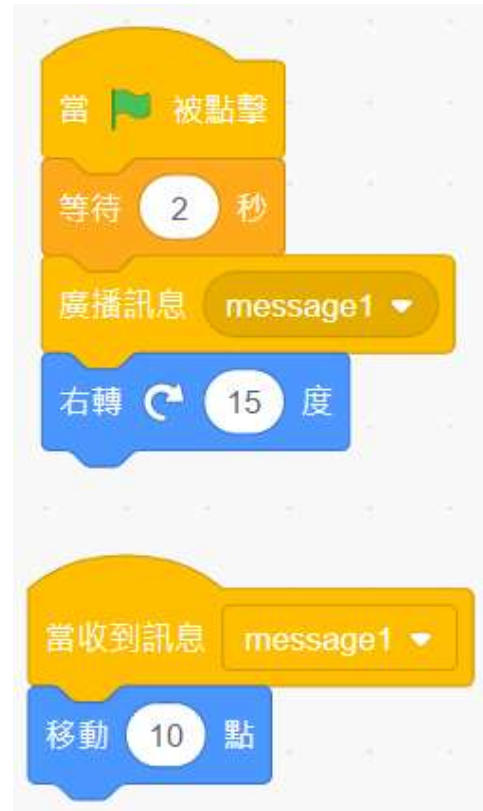 當 被點擊
等待 2 秒
廣播訊息 message1
右轉 15 度
當收到訊息 message1
移動 10 點